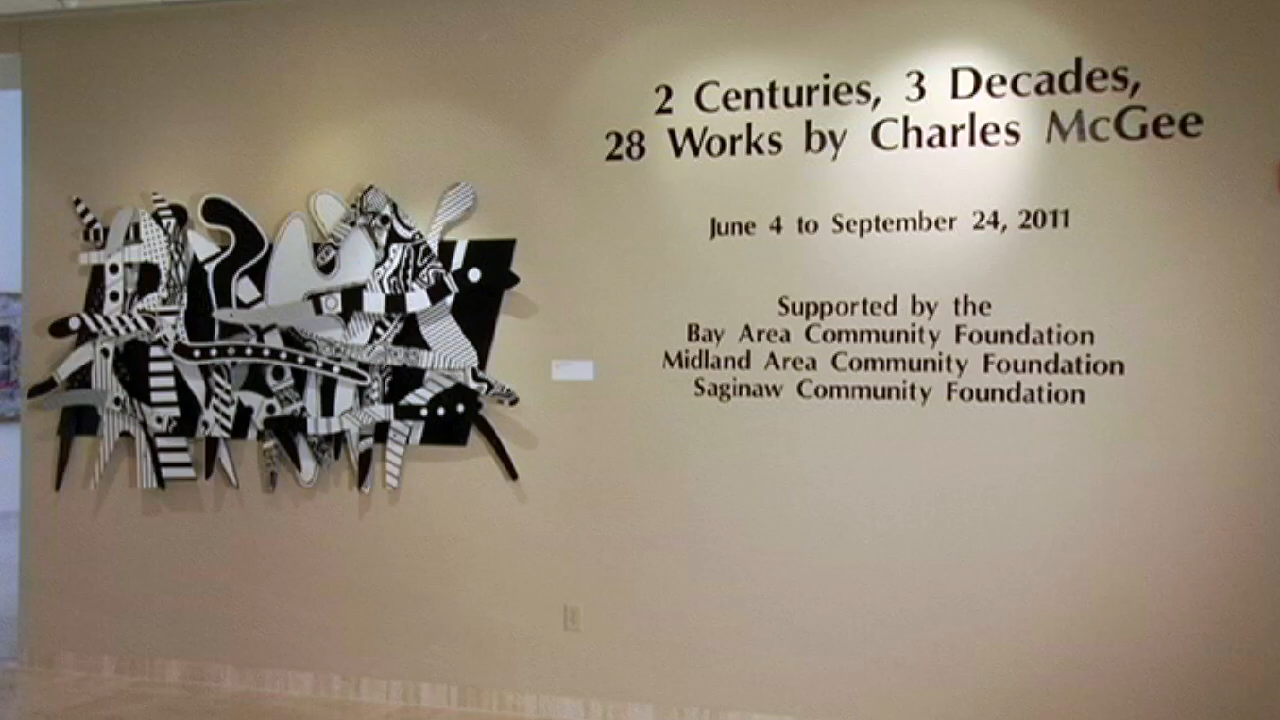 2 Centuries, 3 Decades,
28 Works by Charles McGee
June 4 to September 24, 2011
Supported by the
Bay Area Community Foundation
Midland Area Community Foundation
Saginaw Community Foundation